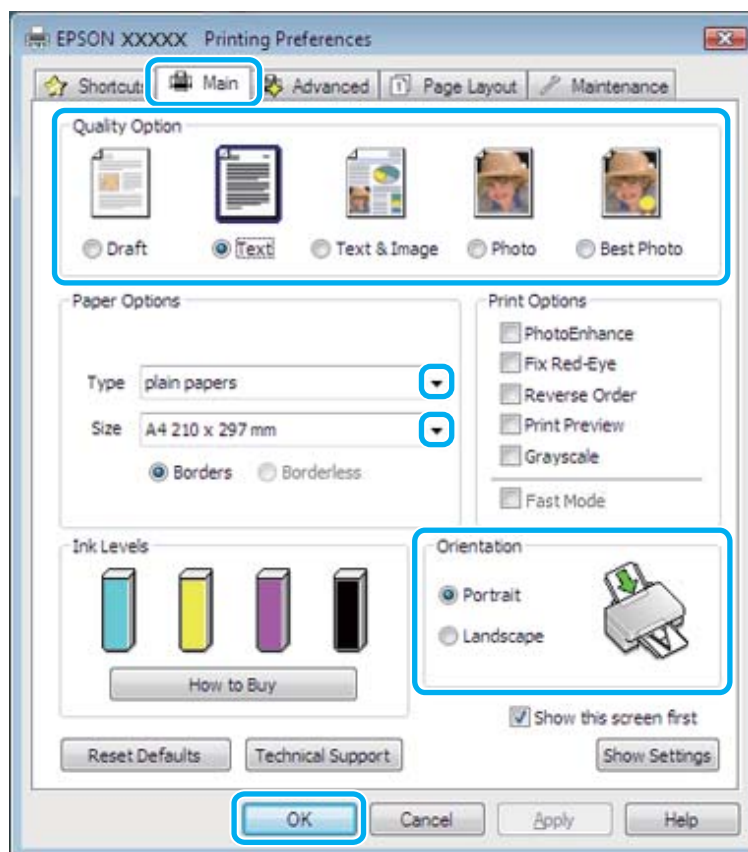 EPSON XXXXX Printing Preferences
Shortcuts Main Advanced Page Layout Maintenance
Quality Option
Draft Text Text & Image Photo Best Photo
Paper Options
Type plain papers
Size A4 210 x 297 mm
Borders Borderless
Print Options
PhotoEnhance
Fix Red-Eye
Reverse Order
Print Preview
Grayscale
Fast Mode
Ink Levels
How to Buy
Orientation
Portrait
Landscape
Show this screen first
Reset Defaults Technical Support Show Settings
OK Cancel Apply Help